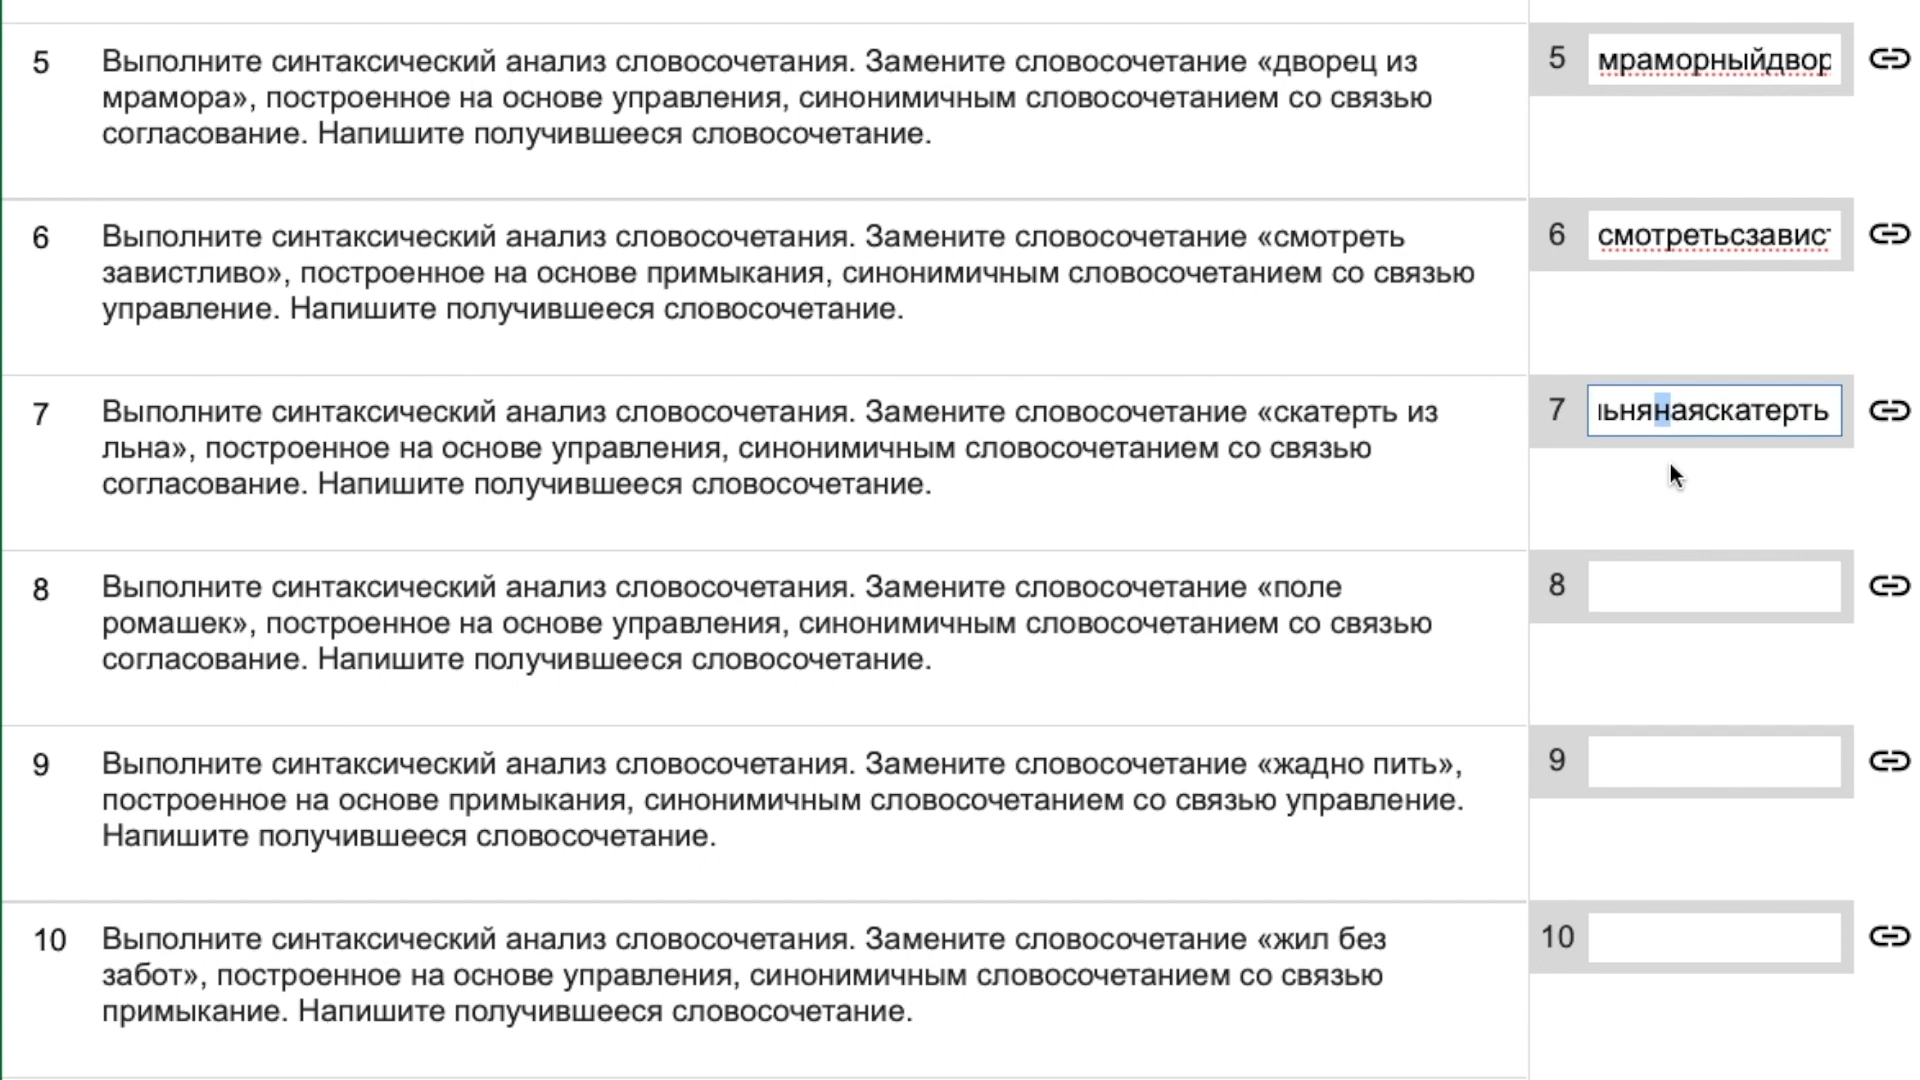 5
Выполните синтаксический анализ словосочетания. Замените словосочетание «дворец из
мрамора», построенное на основе управления, синонимичным словосочетанием со связью
согласование. Напишите получившееся словосочетание.
5
мраморныйдвор
6
Выполните синтаксический анализ словосочетания. Замените словосочетание «смотреть
завистливо», построенное на основе примыкания, синонимичным словосочетанием со связью
управление. Напишите получившееся словосочетание.
6
смотретьсзавис
7
Выполните синтаксический анализ словосочетания. Замените словосочетание «скатерть из
льна», построенное на основе управления, синонимичным словосочетанием со связью
согласование. Напишите получившееся словосочетание.
7
льнянаяскатерть
8
Выполните синтаксический анализ словосочетания. Замените словосочетание «поле
ромашек», построенное на основе управления, синонимичным словосочетанием со связью
согласование. Напишите получившееся словосочетание.
8
9
Выполните синтаксический анализ словосочетания. Замените словосочетание «жадно пить»,
построенное на основе примыкания, синонимичным словосочетанием со связью управление.
Напишите получившееся словосочетание.
9
10
Выполните синтаксический анализ словосочетания. Замените словосочетание «жил без
забот», построенное на основе управления, синонимичным словосочетанием со связью
примыкание. Напишите получившееся словосочетание.
10